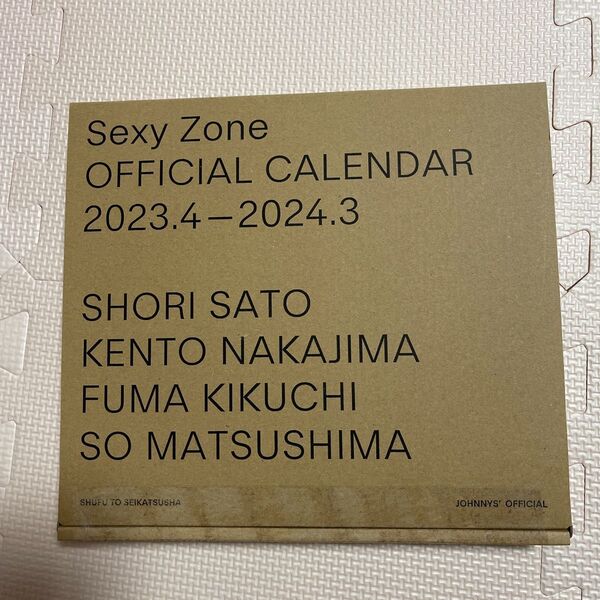 Sexy Zone
OFFICIAL CALENDAR
2023.4—2024.3
SHORI SATO
KENTO NAKAJIMA
FUMA KIKUCHI
SO MATSUSHIMA
SHUFU TO SEIKATSUSHA
JOHNNYS' OFFICIAL